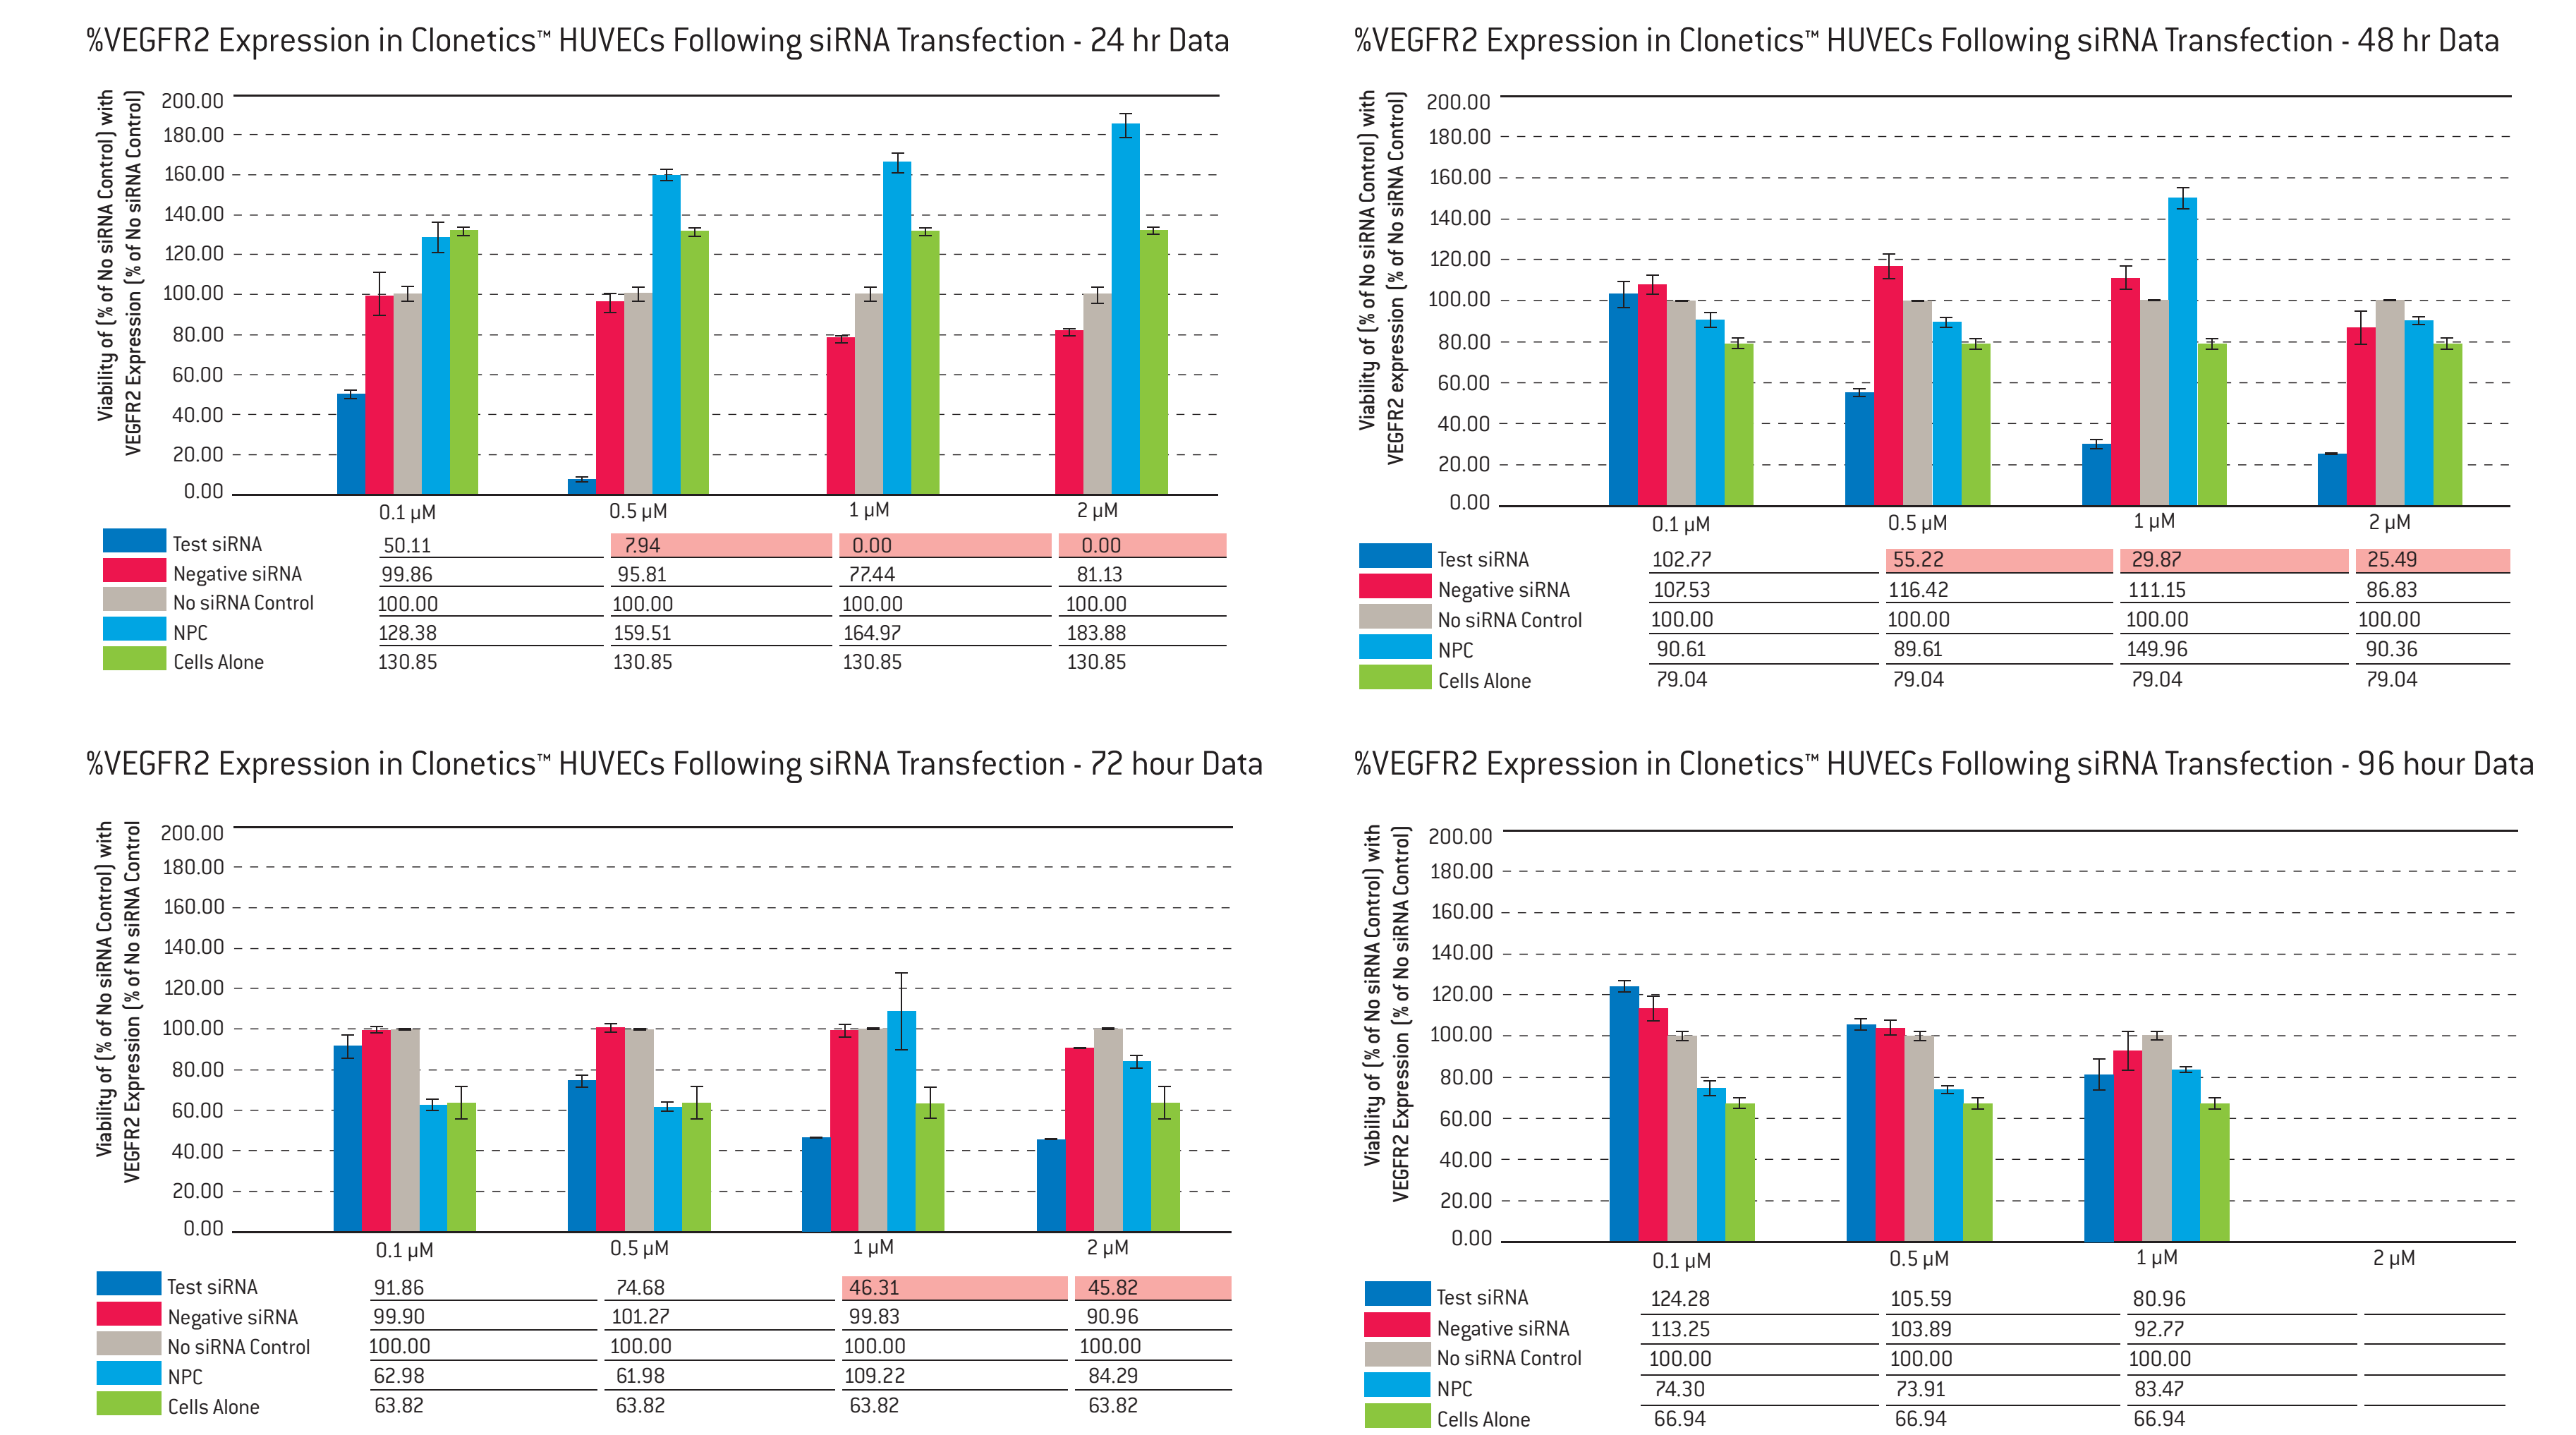 %VEGFR2 Expression in Clonetics™ HUVECs Following siRNA Transfection - 24 hr Data
Viability of (% of No siRNA Control) with
VEGFR2 Expression (% of No siRNA Control)
200.00
180.00
160.00
140.00
120.00
100.00
80.00
60.00
40.00
20.00
0.00
0.1 µM 0.5 µM 1 µM 2 µM
Test siRNA 50.11 7.94 0.00 0.00
Negative siRNA 99.86 95.81 77.44 81.13
No siRNA Control 100.00 100.00 100.00 100.00
NPC 128.38 159.51 164.97 183.88
Cells Alone 130.85 130.85 130.85 130.85
%VEGFR2 Expression in Clonetics™ HUVECs Following siRNA Transfection - 48 hr Data
Viability of (% of No siRNA Control) with
VEGFR2 expression (% of No siRNA Control)
200.00
180.00
160.00
140.00
120.00
100.00
80.00
60.00
40.00
20.00
0.00
0.1 µM 0.5 µM 1 µM 2 µM
Test siRNA 102.77 55.22 29.87 25.49
Negative siRNA 107.53 116.42 111.15 86.83
No siRNA Control 100.00 100.00 100.00 100.00
NPC 90.61 89.61 149.96 90.36
Cells Alone 79.04 79.04 79.04 79.04
%VEGFR2 Expression in Clonetics™ HUVECs Following siRNA Transfection - 72 hour Data
Viability of (% of No siRNA Control) with
VEGFR2 Expression (% of No siRNA Control
200.00
180.00
160.00
140.00
120.00
100.00
80.00
60.00
40.00
20.00
0.00
0.1 µM 0.5 µM 1 µM 2 µM
Test siRNA 91.86 74.68 46.31 45.82
Negative siRNA 99.90 101.27 99.83 90.96
No siRNA Control 100.00 100.00 100.00 100.00
NPC 62.98 61.98 109.22 84.29
Cells Alone 63.82 63.82 63.82 63.82
%VEGFR2 Expression in Clonetics™ HUVECs Following siRNA Transfection - 96 hour Data
Viability of (% of No siRNA Control) with
VEGFR2 Expression (% of No siRNA Control)
200.00
180.00
160.00
140.00
120.00
100.00
80.00
60.00
40.00
20.00
0.00
0.1 µM 0.5 µM 1 µM 2 µM
Test siRNA 124.28 105.59 80.96
Negative siRNA 113.25 103.89 92.77
No siRNA Control 100.00 100.00 100.00
NPC 74.30 73.91 83.47
Cells Alone 66.94 66.94 66.94